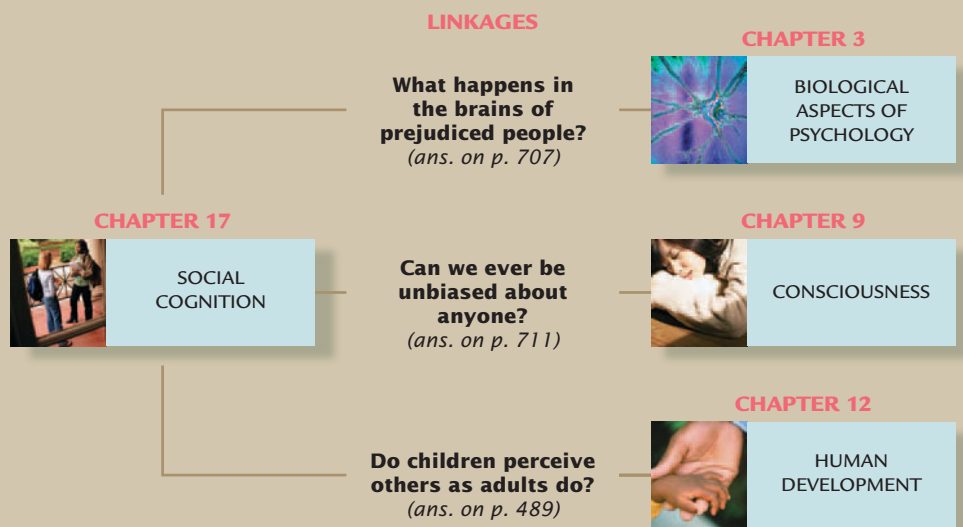 LINKAGES
CHAPTER 3
What happens in
the brains of
prejudiced people?
(ans. on p. 707)
BIOLOGICAL
ASPECTS OF
PSYCHOLOGY
CHAPTER 17
SOCIAL
COGNITION
Can we ever be
unbiased about
anyone?
(ans. on p. 711)
CHAPTER 9
CONSCIOUSNESS
Do children perceive
others as adults do?
(ans. on p. 489)
CHAPTER 12
HUMAN
DEVELOPMENT